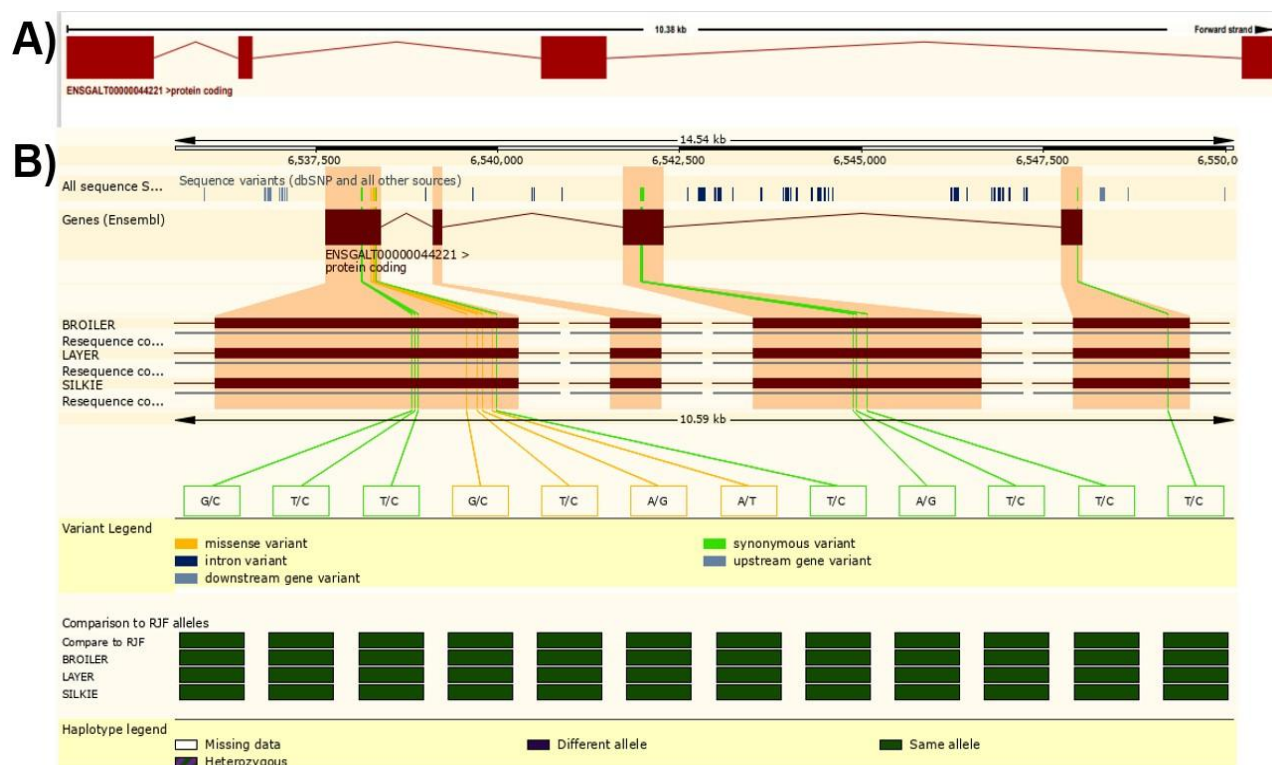 A)
10.38 kb
Forward strand
ENSGALT00000044221 >protein coding
B)
14.54 kb
6,537,500 6,540,000 6,542,500 6,545,000 6,547,500 6,550,0
All sequence S... Sequence variants (dbSNP and all other sources)
Genes (Ensembl)
ENSGALT00000044221 >
protein coding
BROILER
Resequence co...
LAYER
Resequence co...
SILKIE
Resequence co...
10.59 kb
G/C T/C T/C G/C T/C A/G A/T T/C A/G T/C T/C T/C
Variant Legend
missense variant synonymous variant
intron variant upstream gene variant
downstream gene variant
Comparison to RJF alleles
Compare to RJF
BROILER
LAYER
SILKIE
Haplotype legend
Missing data Different allele Same allele
Heterozygous